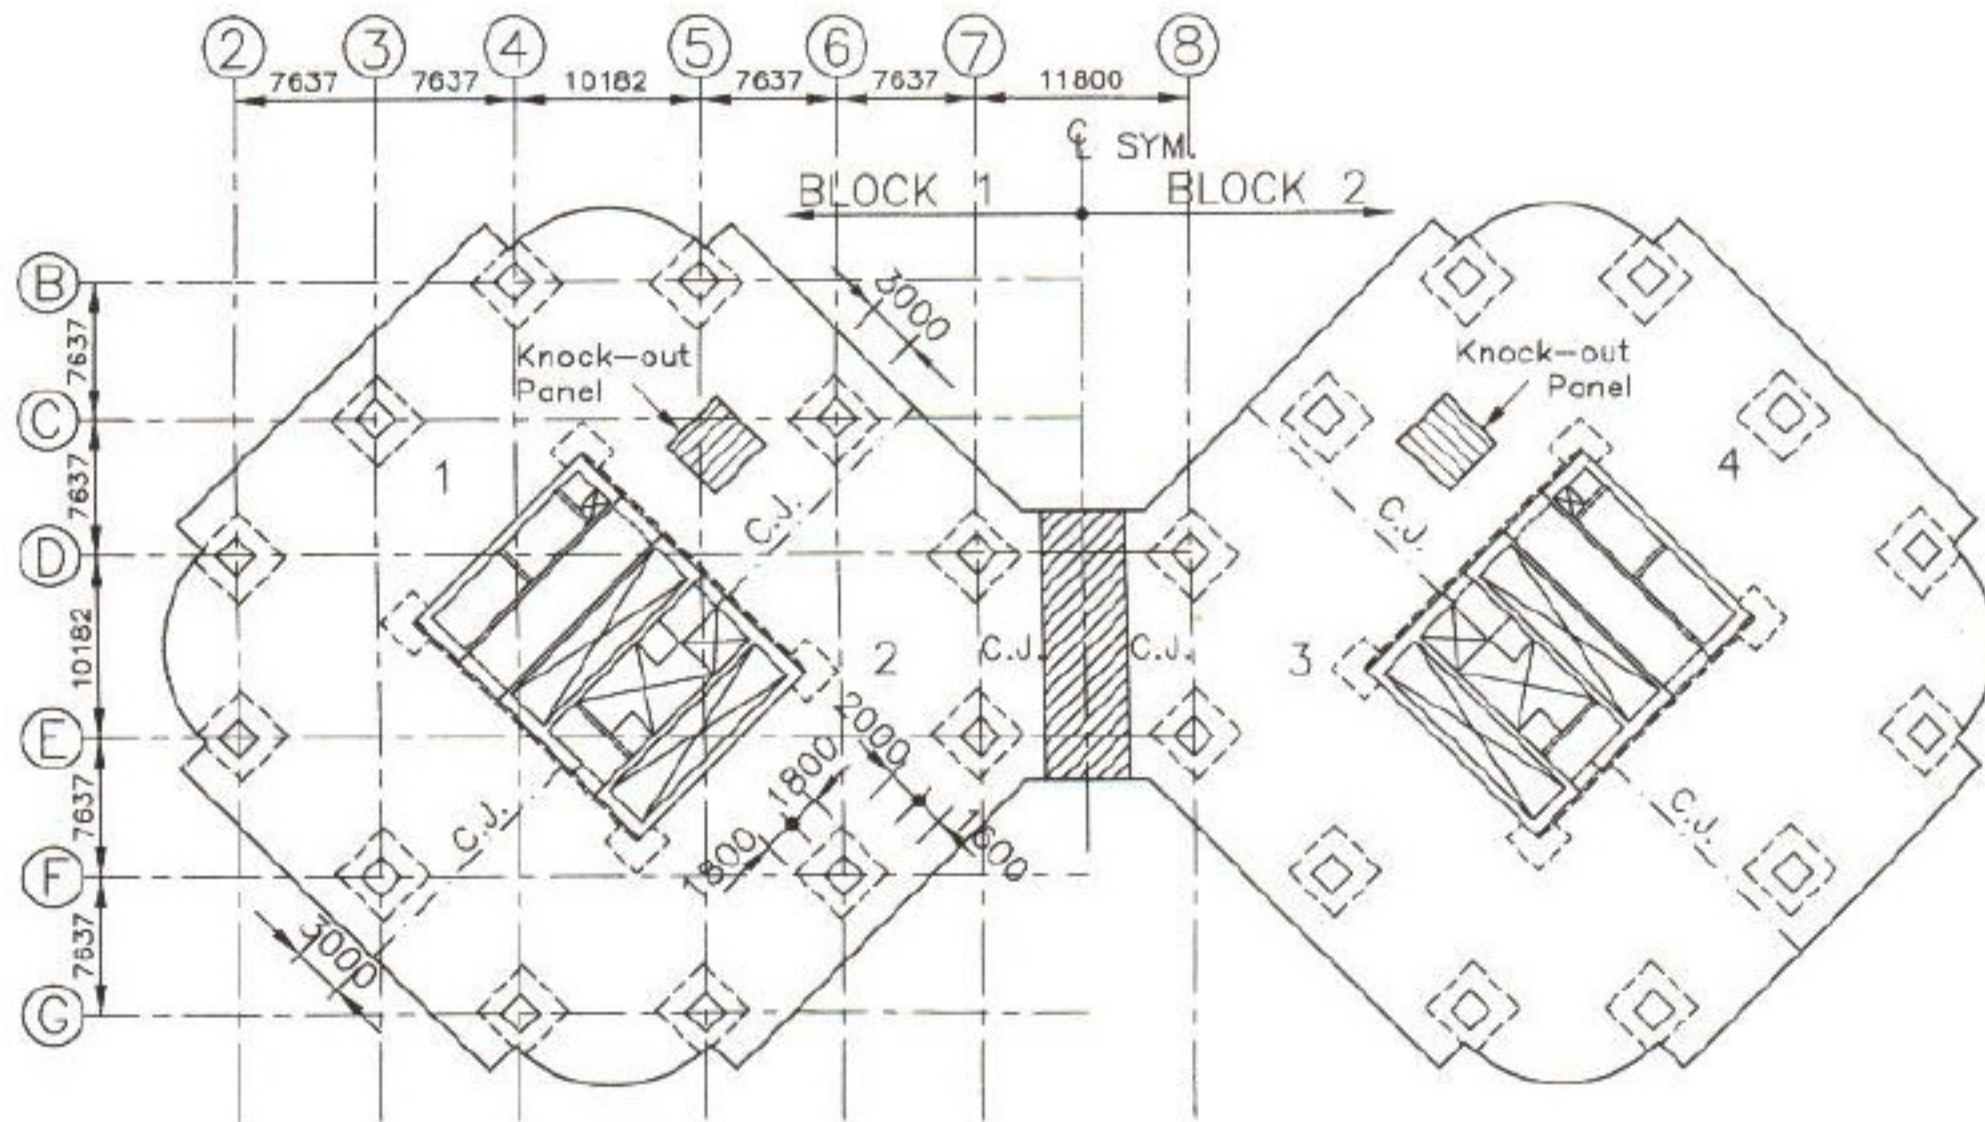 2 3 4 5 6 7 8
7637 7637 10182 7637 7637 11800
℄ SYM.
BLOCK 1 BLOCK 2
B
3000
7637
Knock-out
Panel
Knock-out
Panel
C
1
4
7637
C.J.
C.J.
D
10182
2
C.J.
C.J.
3
2000
1800
E
C.J.
C.J.
7637
1800
1600
F
3000
7637
G